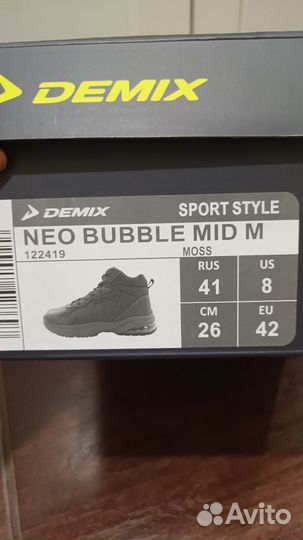 DEMIX
DEMIX SPORT STYLE
NEO BUBBLE MID M
122419 MOSS
RUS US
41 8
CM EU
26 42
Avito